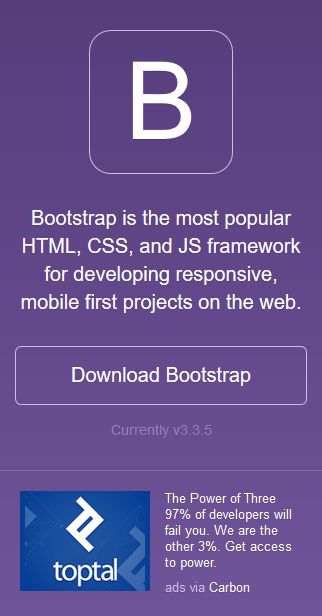 B
Bootstrap is the most popular
HTML, CSS, and JS framework
for developing responsive,
mobile first projects on the web.
Download Bootstrap
Currently v3.3.5
toptal
The Power of Three
97% of developers will
fail you. We are the
other 3%. Get access
to power.
ads via Carbon